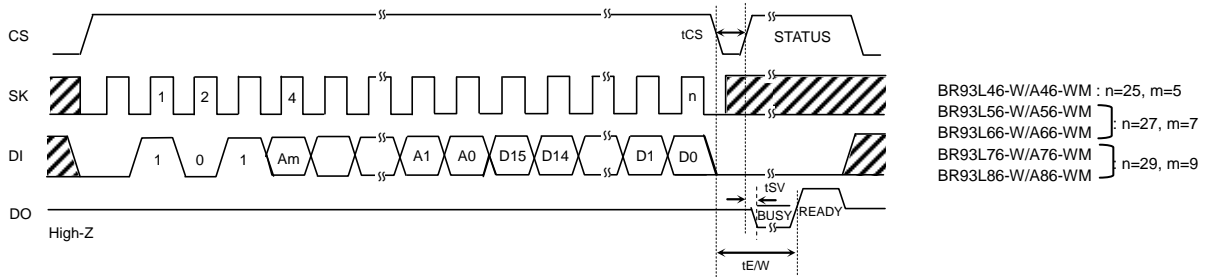 CS
tCS
STATUS
SK
1
2
4
n
DI
1
0
1
Am
A1
A0
D15
D14
D1
D0
DO
High-Z
tSV
BUSY
READY
tE/W
BR93L46-W/A46-WM : n=25, m=5
BR93L56-W/A56-WM
BR93L66-W/A66-WM
: n=27, m=7
BR93L76-W/A76-WM
BR93L86-W/A86-WM
: n=29, m=9